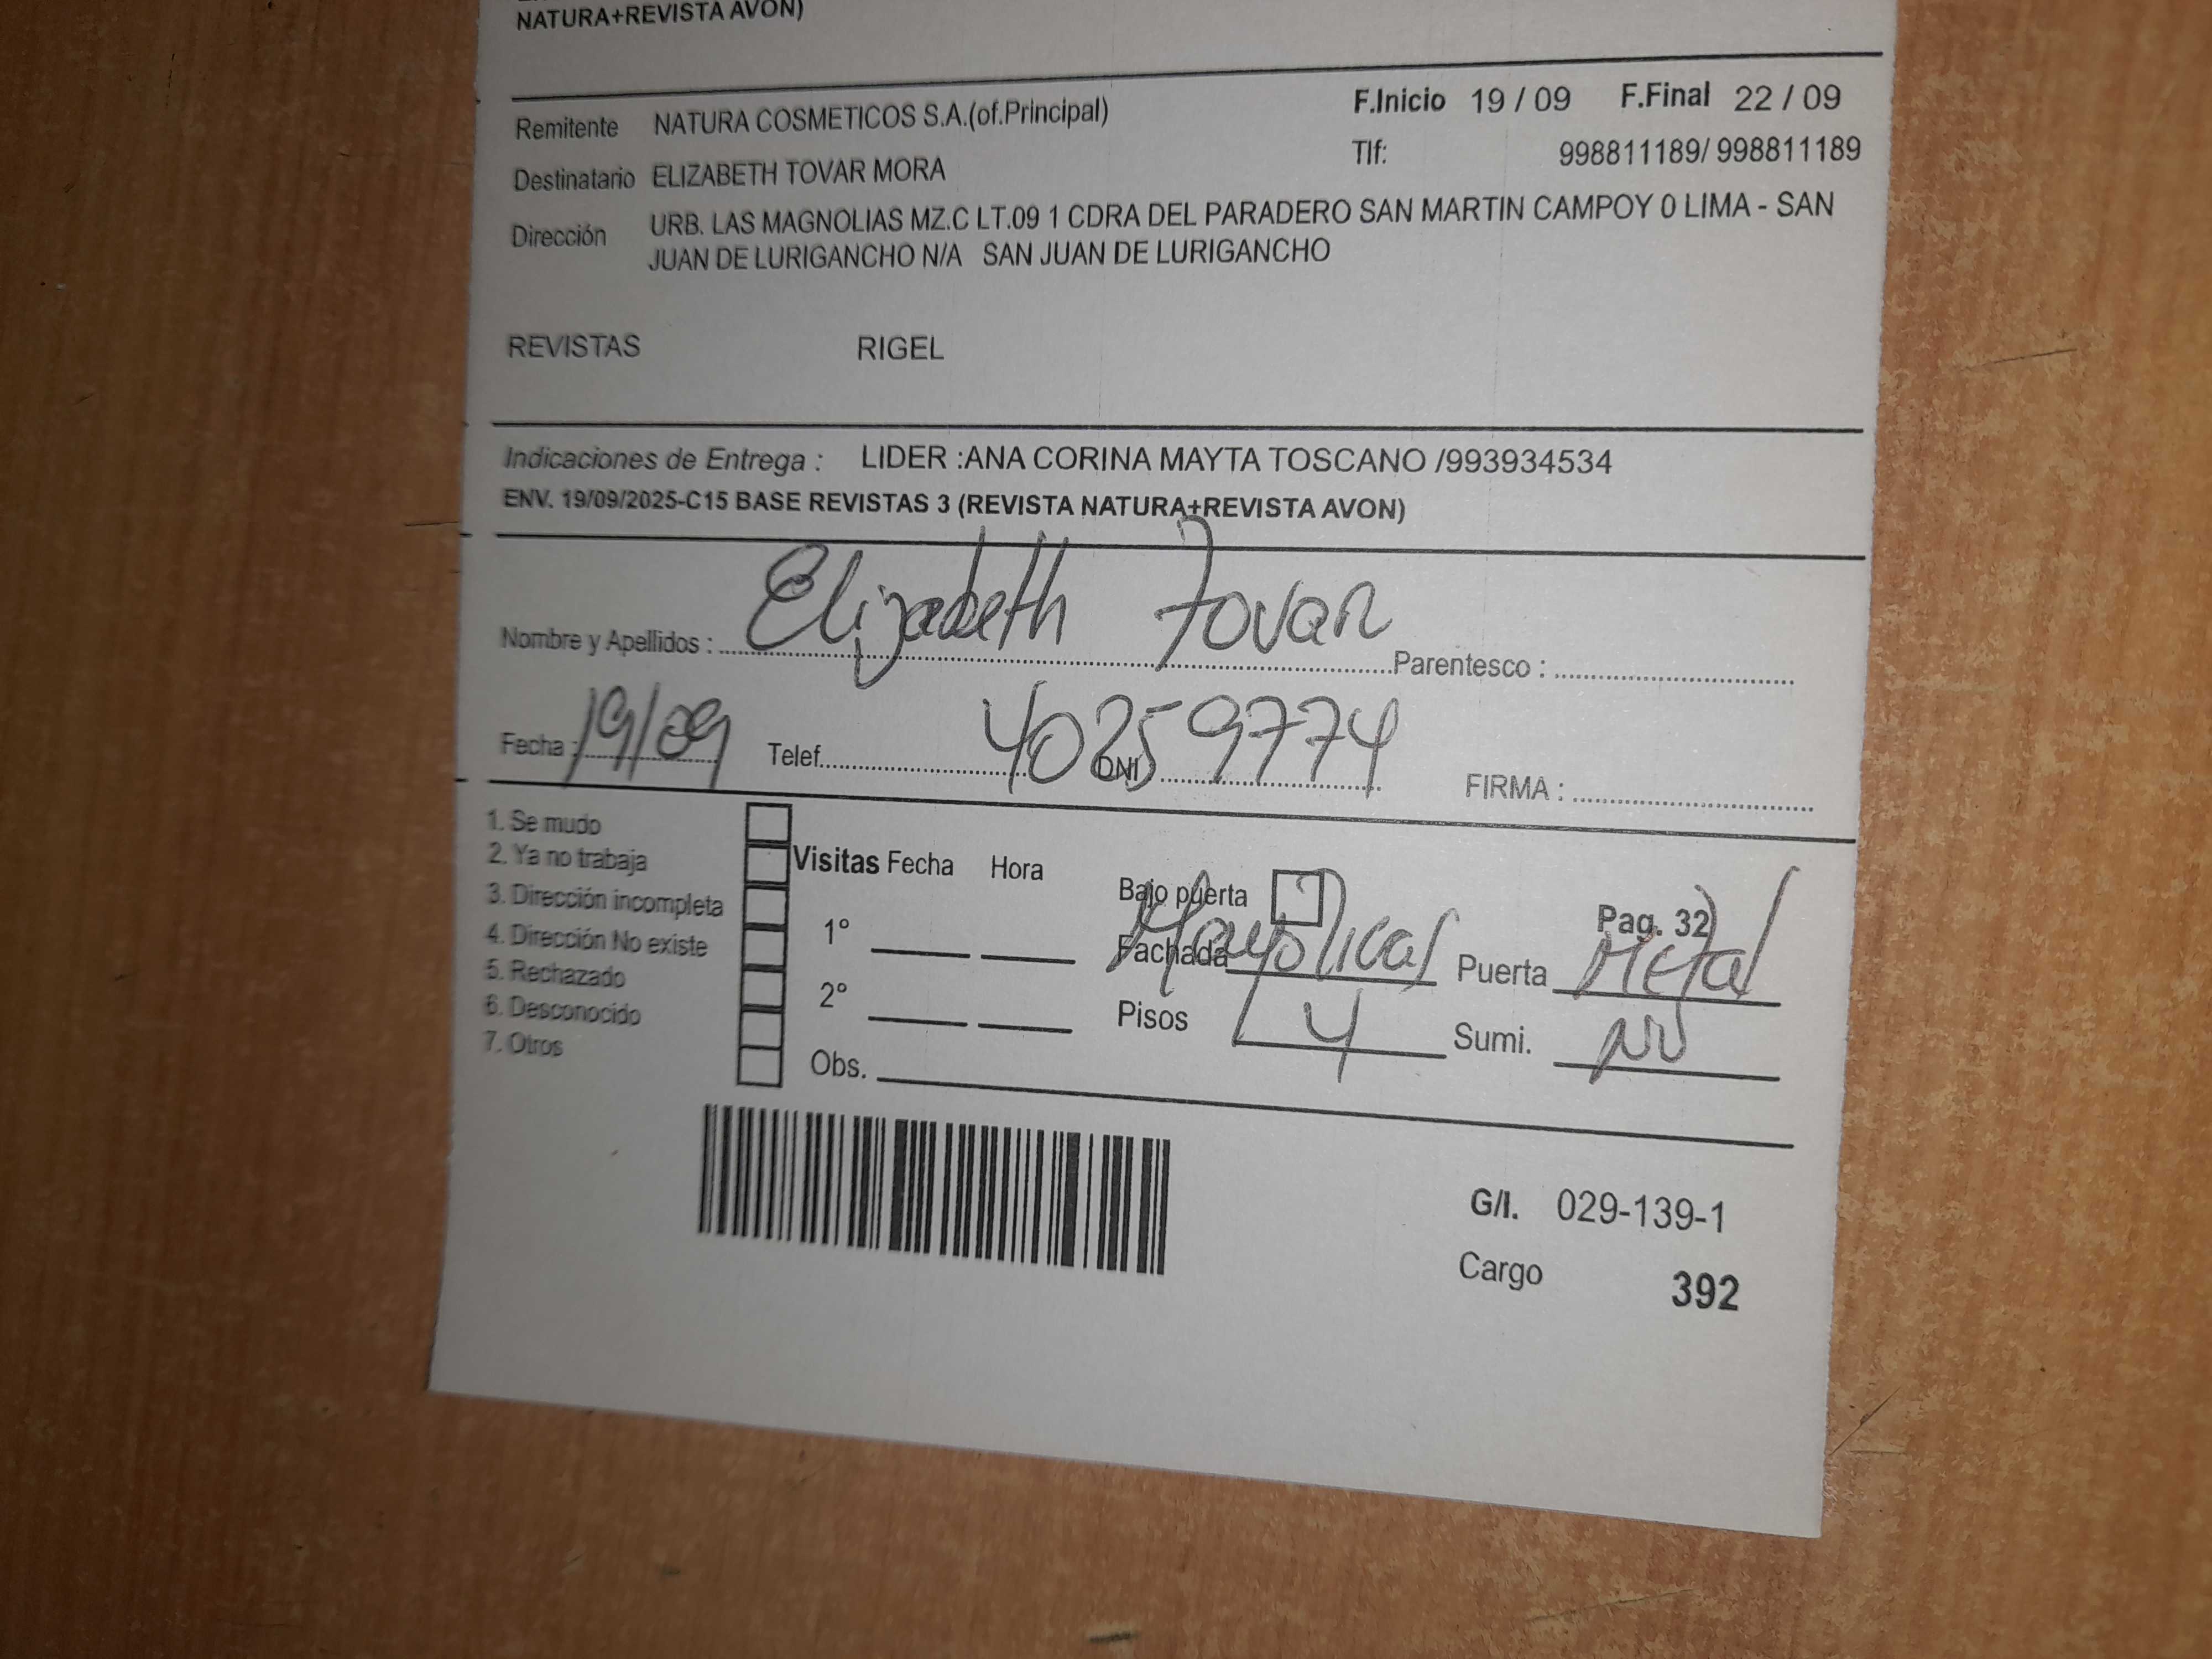 NATURA+REVISTA AVON)
F.Inicio 19 / 09 F.Final 22 / 09
Remitente NATURA COSMETICOS S.A.(of.Principal)
Tlf: 998811189/ 998811189
Destinatario ELIZABETH TOVAR MORA
Dirección URB. LAS MAGNOLIAS MZ.C LT.09 1 CDRA DEL PARADERO SAN MARTIN CAMPOY 0 LIMA - SAN
JUAN DE LURIGANCHO N/A SAN JUAN DE LURIGANCHO
REVISTAS RIGEL
Indicaciones de Entrega : LIDER :ANA CORINA MAYTA TOSCANO /993934534
ENV. 19/09/2025-C15 BASE REVISTAS 3 (REVISTA NATURA+REVISTA AVON)
Nombre y Apellidos : Elizabeth Tovar Parentesco :
Fecha : 19/09 Telef. DNI 40259774 FIRMA :
1. Se mudo
2. Ya no trabaja
3. Dirección incompleta
4. Dirección No existe
5. Rechazado
6. Desconocido
7. Otros
Visitas Fecha Hora
1°
2°
Obs.
Bajo puerta Pag. 32
Fachada Mayolica Puerta Metal
Pisos 4 Sumi. NV
G/I. 029-139-1
Cargo 392